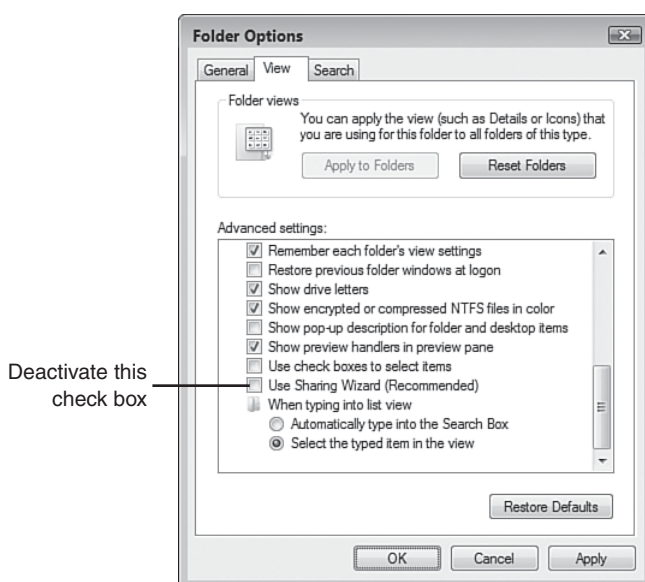 Folder Options
General View Search
Folder views
You can apply the view (such as Details or Icons) that
you are using for this folder to all folders of this type.
Apply to Folders Reset Folders
Advanced settings:
Remember each folder's view settings
Restore previous folder windows at logon
Show drive letters
Show encrypted or compressed NTFS files in color
Show pop-up description for folder and desktop items
Show preview handlers in preview pane
Use check boxes to select items
Deactivate this
check box
Use Sharing Wizard (Recommended)
When typing into list view
Automatically type into the Search Box
Select the typed item in the view
Restore Defaults
OK Cancel Apply